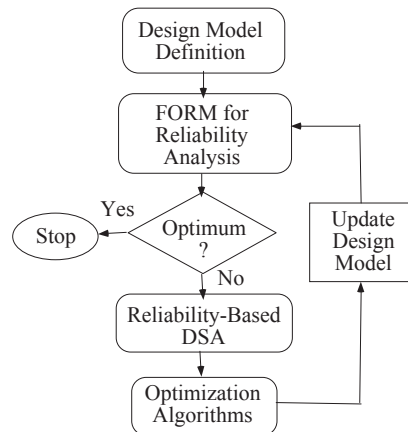 Design Model
Definition
FORM for
Reliability
Analysis
Yes
Optimum
?
Stop
Update
Design
Model
No
Reliability-Based
DSA
Optimization
Algorithms